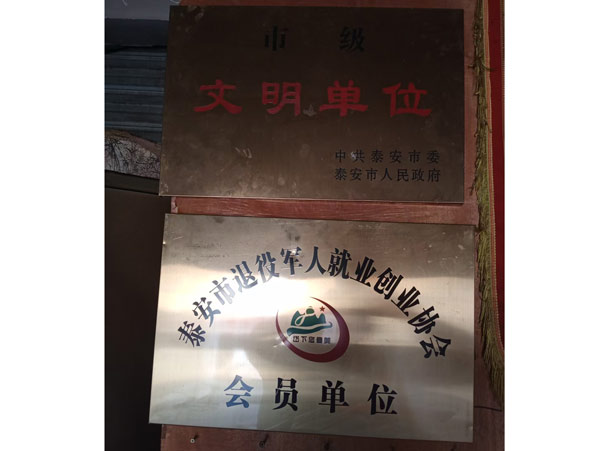 市级
文明单位
中共泰安市委
泰安市人民政府
泰安市退役军人就业创业协会
会员单位